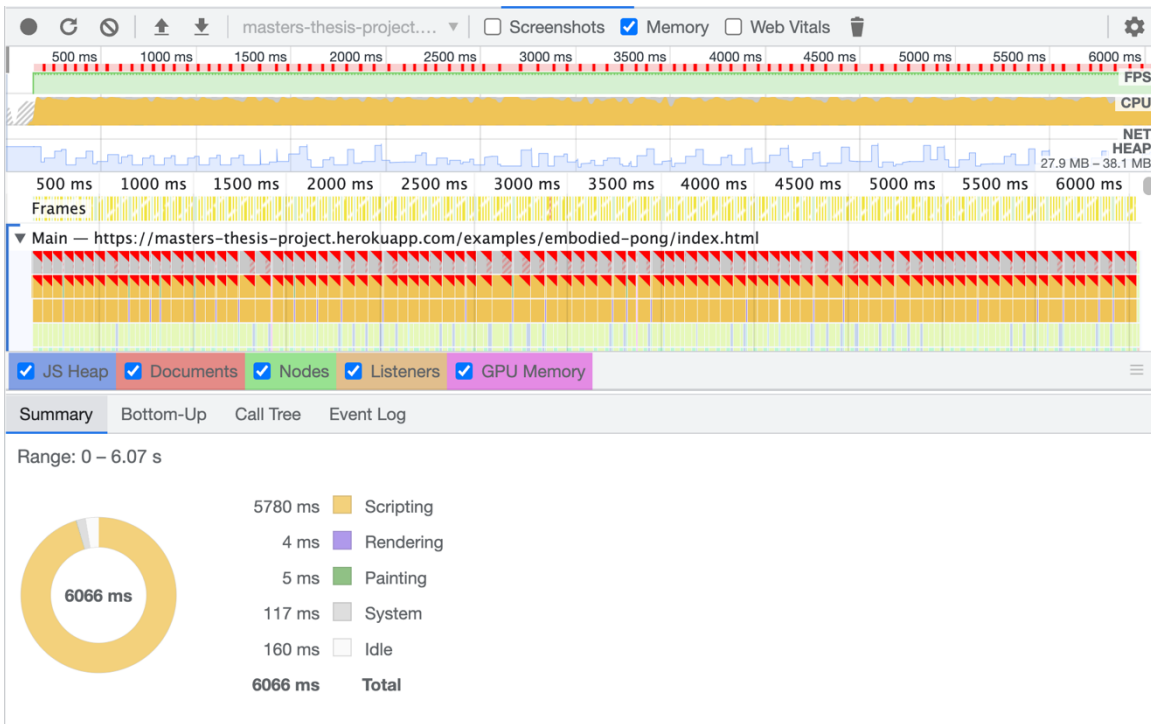 masters-thesis-project.... ▼ Screenshots Memory Web Vitals
500 ms 1000 ms 1500 ms 2000 ms 2500 ms 3000 ms 3500 ms 4000 ms 4500 ms 5000 ms 5500 ms 6000 ms
FPS
CPU
NET
HEAP
27.9 MB – 38.1 MB
500 ms 1000 ms 1500 ms 2000 ms 2500 ms 3000 ms 3500 ms 4000 ms 4500 ms 5000 ms 5500 ms 6000 ms
Frames
▼ Main — https://masters-thesis-project.herokuapp.com/examples/embodied-pong/index.html
JS Heap Documents Nodes Listeners GPU Memory
Summary Bottom-Up Call Tree Event Log
Range: 0 – 6.07 s
5780 ms Scripting
4 ms Rendering
6066 ms
5 ms Painting
117 ms System
160 ms Idle
6066 ms Total